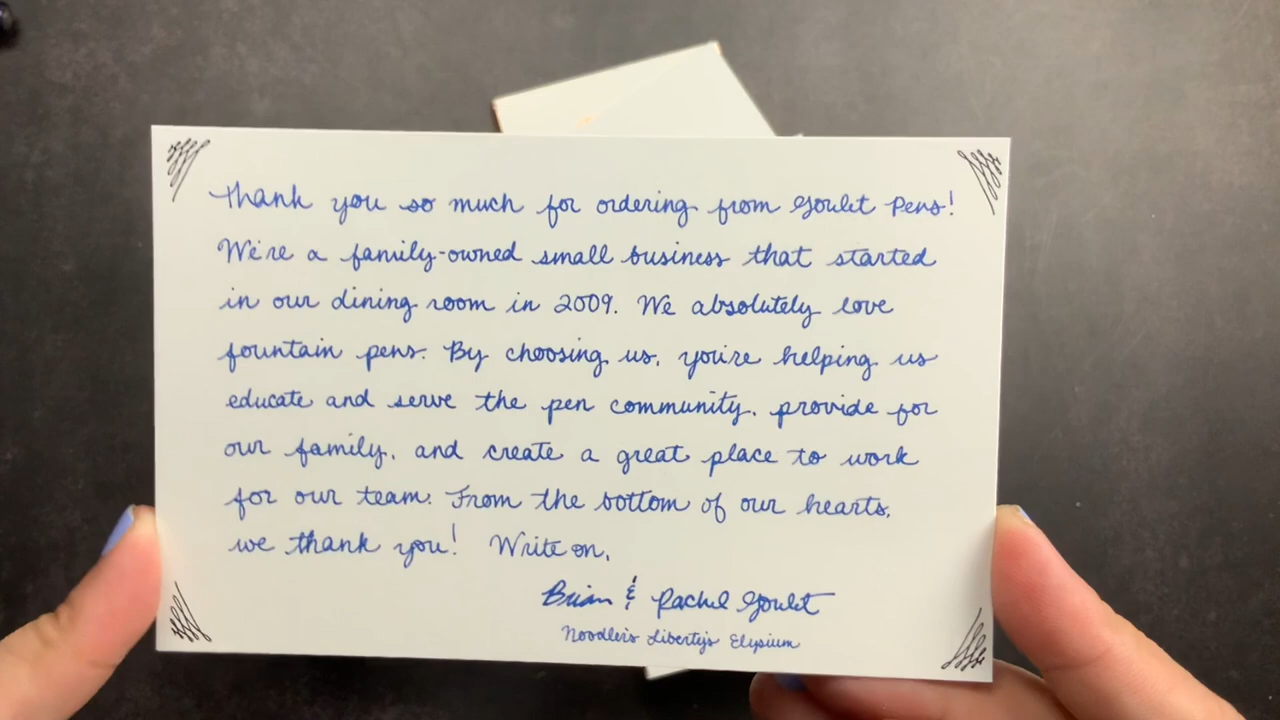 Thank you so much for ordering from Goulet Pens!
We're a family-owned small business that started
in our dining room in 2009. We absolutely love
fountain pens. By choosing us, you're helping us
educate and serve the pen community, provide for
our family, and create a great place to work
for our team. From the bottom of our hearts,
we thank you! Write on,
Brian & Rachel Goulet
Noodler's Liberty's Elysium